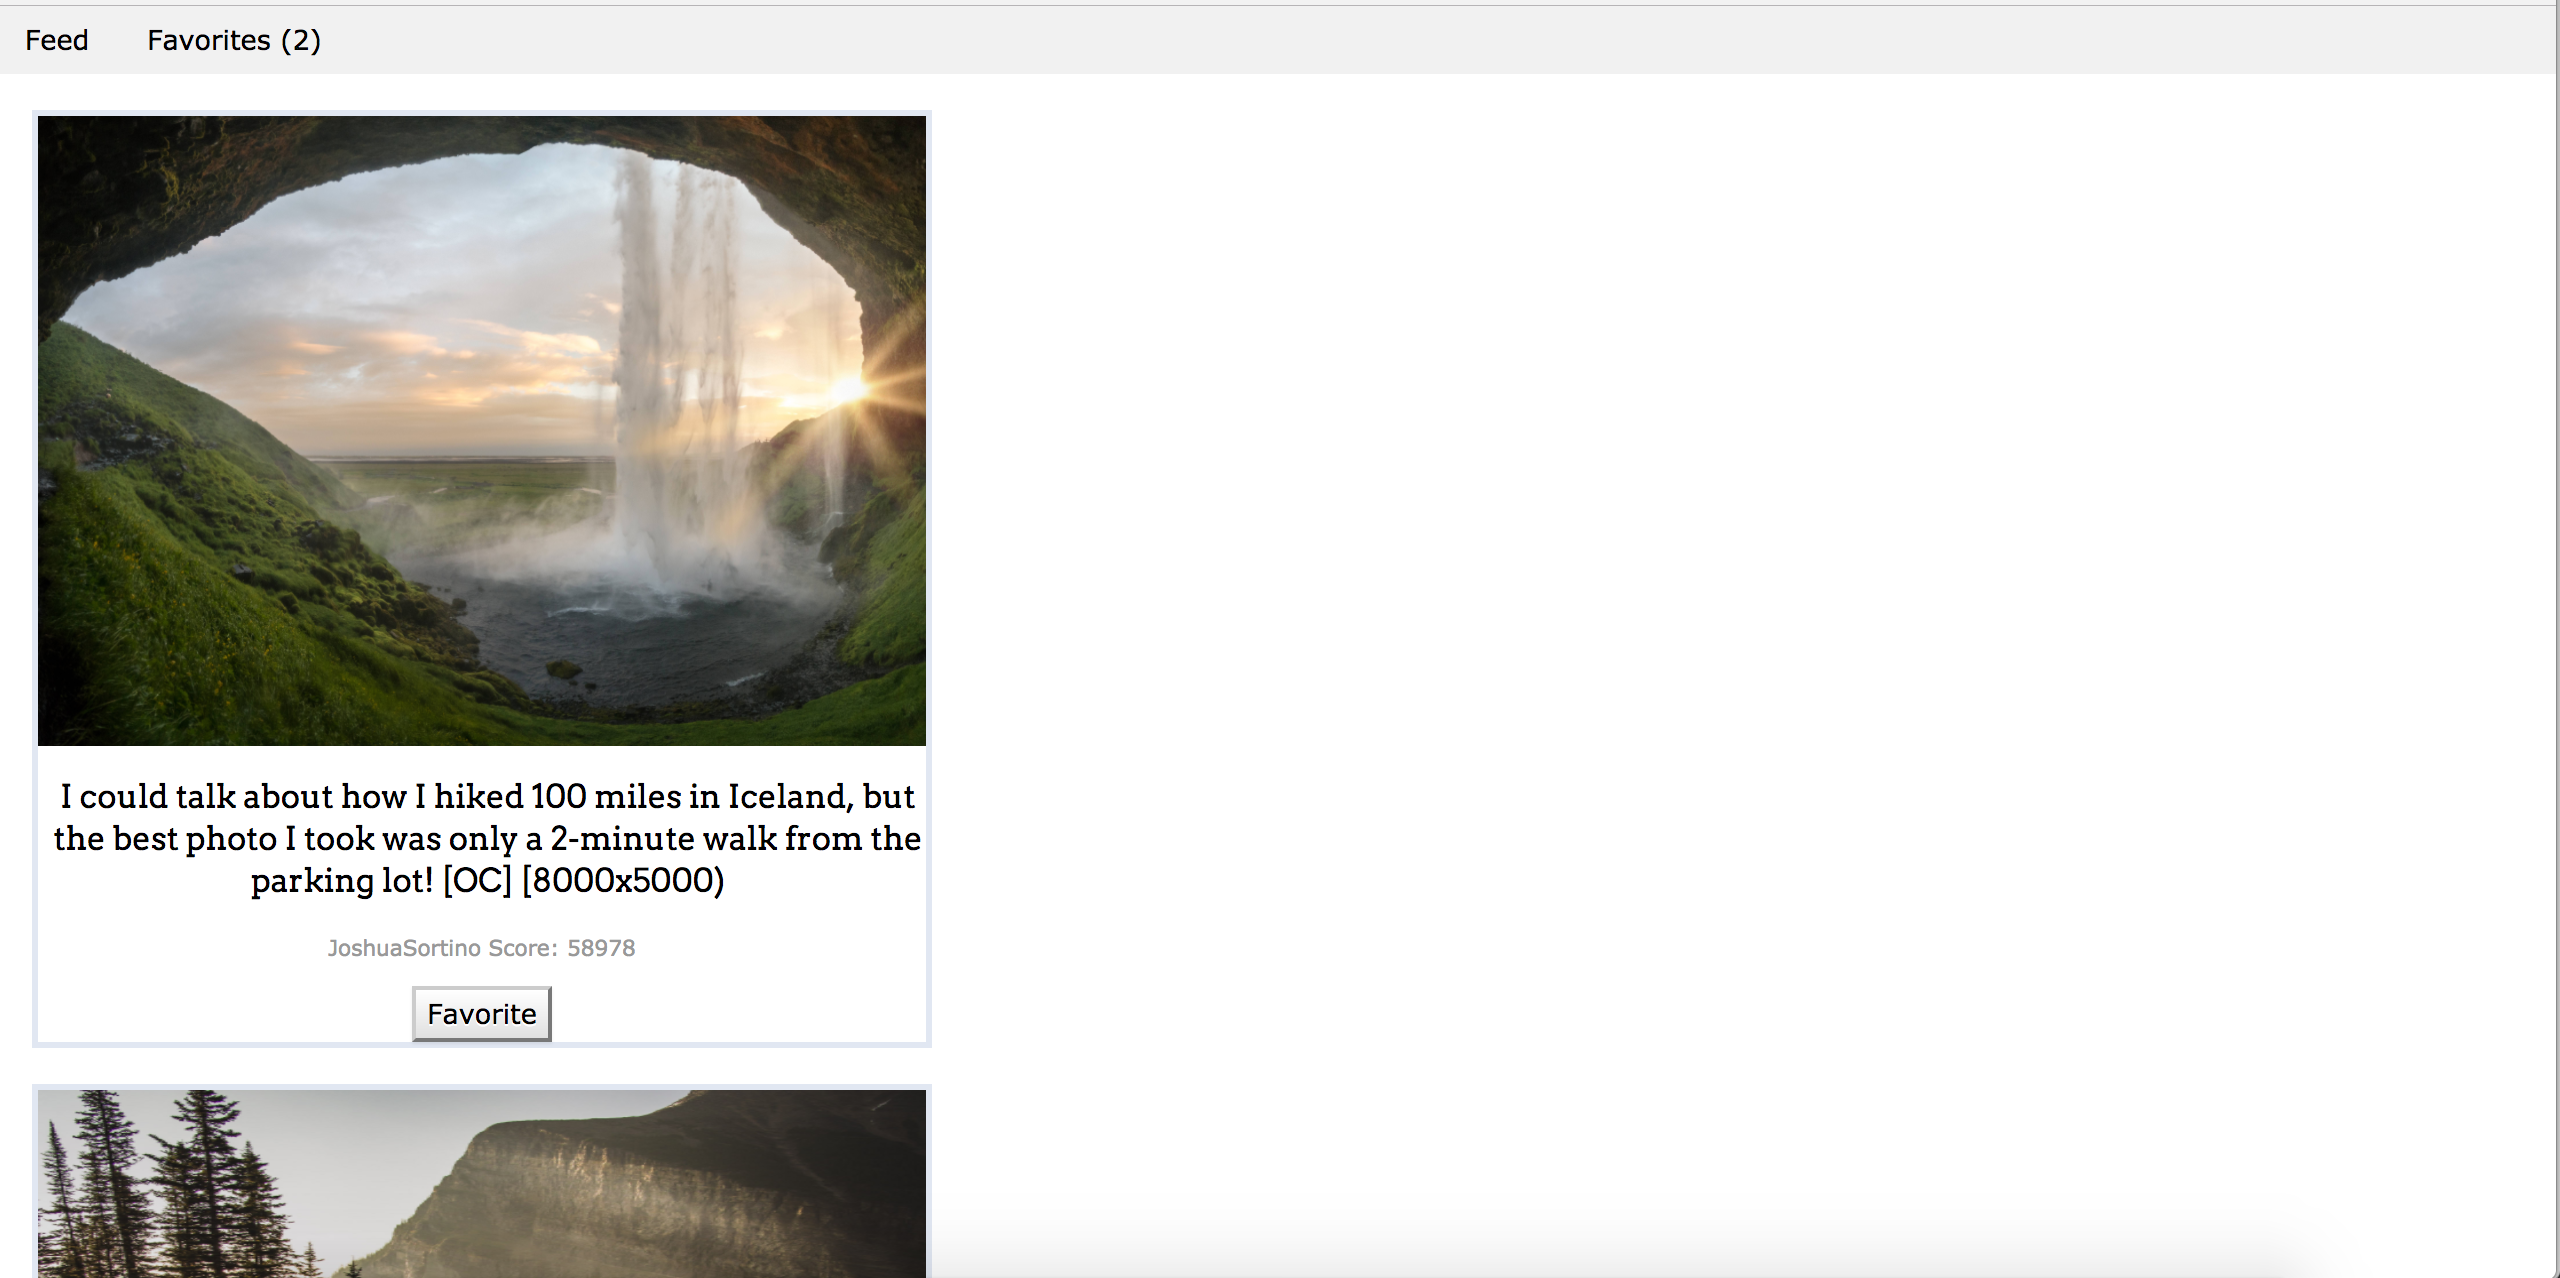 Feed Favorites (2)
I could talk about how I hiked 100 miles in Iceland, but
the best photo I took was only a 2-minute walk from the
parking lot! [OC] [8000x5000)
JoshuaSortino Score: 58978
Favorite